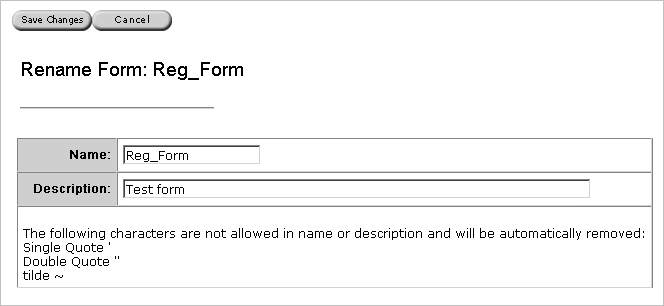 Save Changes Cancel
Rename Form: Reg_Form
Name: Reg_Form
Description: Test form
The following characters are not allowed in name or description and will be automatically removed:
Single Quote '
Double Quote "
tilde ~